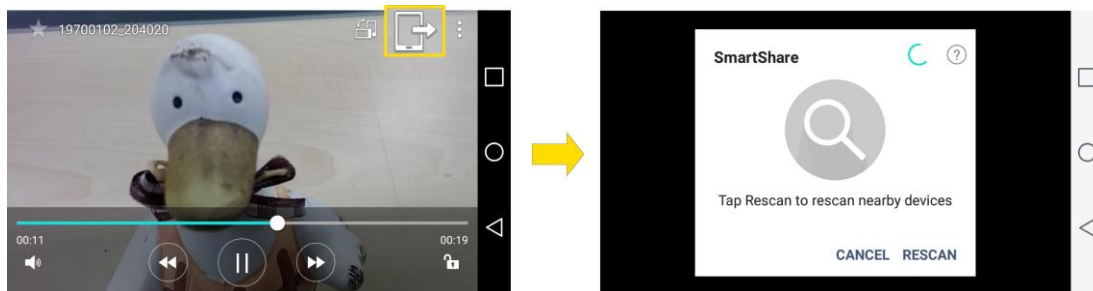 19700102_204020
00:11
00:19
SmartShare
?
Tap Rescan to rescan nearby devices
CANCEL RESCAN